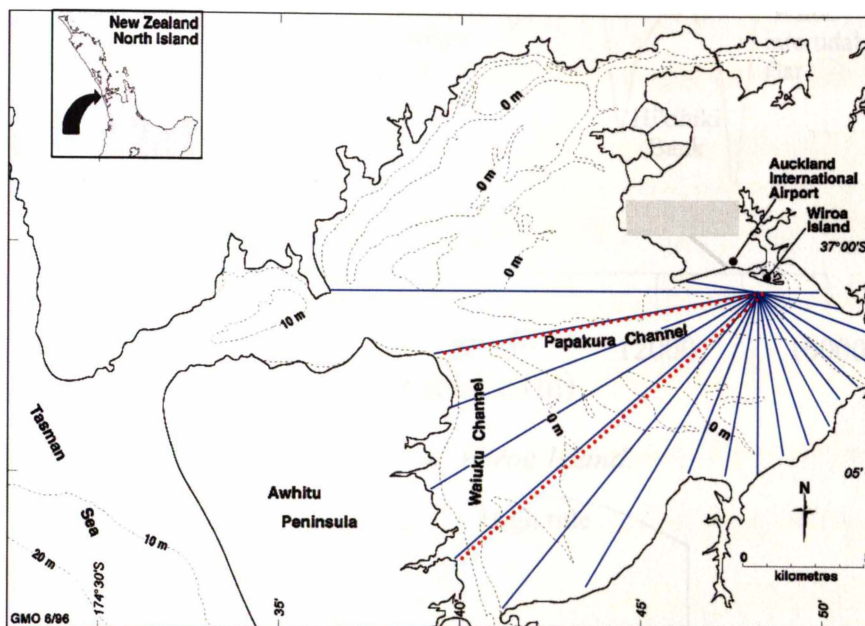 New Zealand
North Island
0 m
0 m
0 m
Auckland
International
Airport
Wiroa
Island
37°00'S
10 m
Papakura Channel
Waiuku Channel
0 m
0 m
Tasman
Sea
Awhitu
Peninsula
05'
N
0
kilometres
10 m
20 m
174°30'S
35'
40'
45'
50'
GMO 6/96